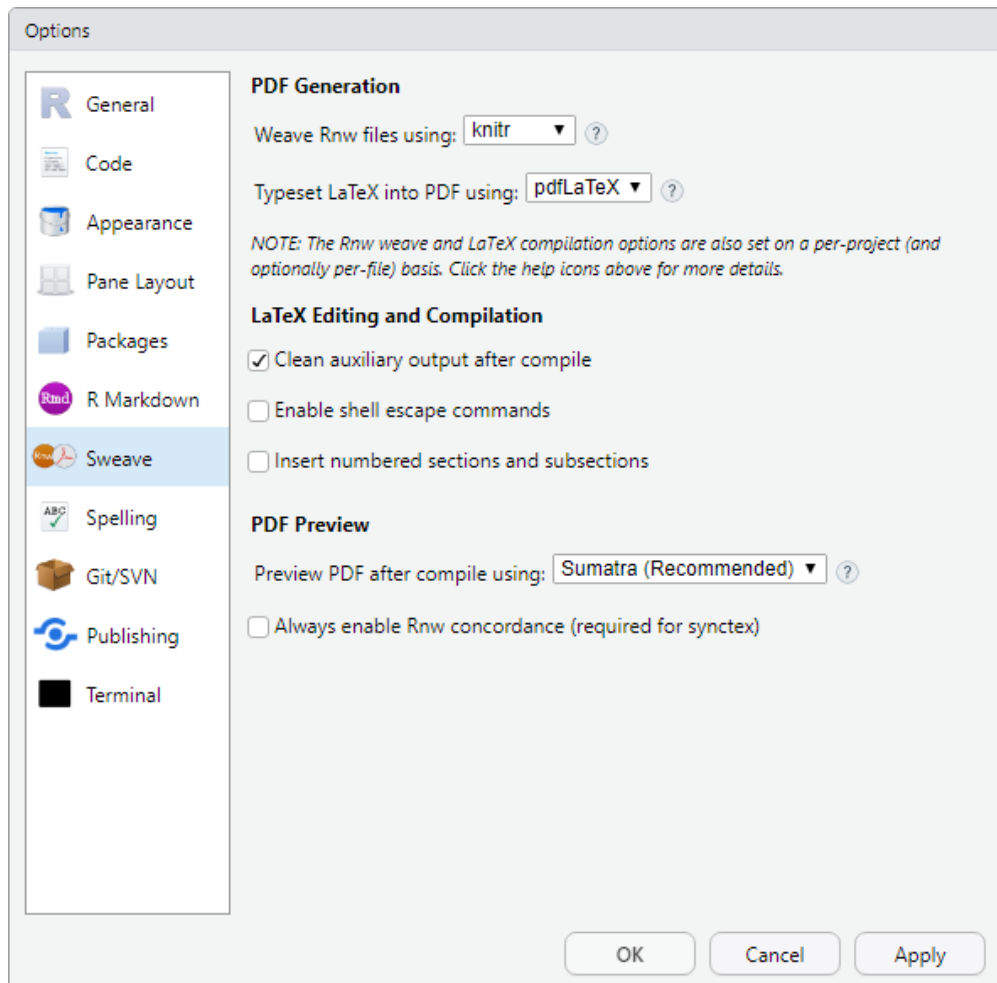 Options
General
Code
Appearance
Pane Layout
Packages
Rmd R Markdown
Rnw Sweave
ABC Spelling
Git/SVN
Publishing
Terminal
PDF Generation
Weave Rnw files using: knitr ?
Typeset LaTeX into PDF using: pdfLaTeX ?
NOTE: The Rnw weave and LaTeX compilation options are also set on a per-project (and
optionally per-file) basis. Click the help icons above for more details.
LaTeX Editing and Compilation
Clean auxiliary output after compile
Enable shell escape commands
Insert numbered sections and subsections
PDF Preview
Preview PDF after compile using: Sumatra (Recommended) ?
Always enable Rnw concordance (required for synctex)
OK Cancel Apply